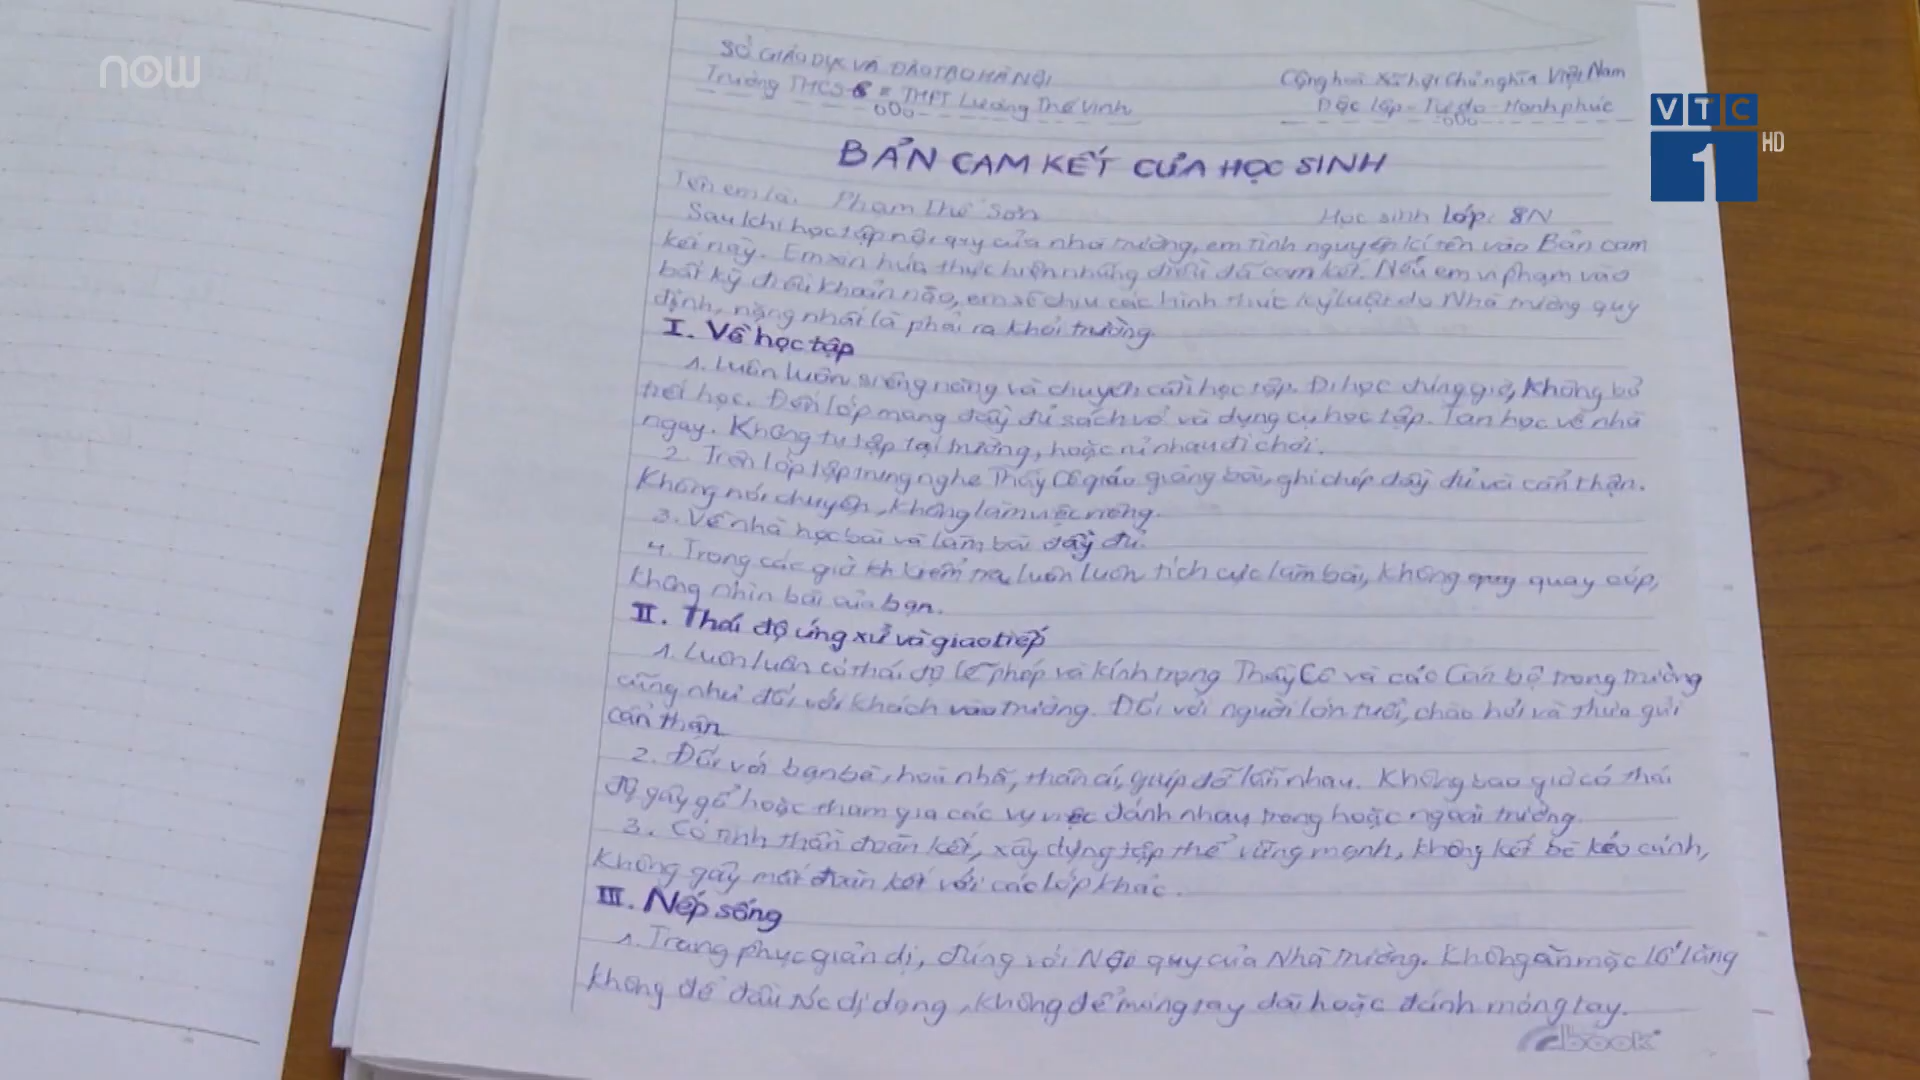 now
VTC
1 HD
SỞ GIÁO DỤC VÀ ĐÀO TẠO HÀ NỘI
Trường THCS & THPT Lương Thế Vinh
Cộng hoà Xã hội Chủ nghĩa Việt Nam
Độc lập - Tự do - Hạnh phúc
BẢN CAM KẾT CỦA HỌC SINH
Tên em là: Phạm Thế Sơn Học sinh lớp: 8N
Sau khi học tập nội quy của nhà trường, em tình nguyện kí tên vào Bản cam
kết này. Em xin hứa thực hiện những điều đã cam kết. Nếu em vi phạm vào
bất kỳ điều khoản nào, em sẽ chịu các hình thức kỷ luật do Nhà trường quy
định, nặng nhất là phải ra khỏi trường.
I. Về học tập
1. Luôn luôn siêng năng và chuyên cần học tập. Đi học đúng giờ, không bỏ
tiết học. Đến lớp mang đầy đủ sách vở và dụng cụ học tập. Tan học về nhà
ngay. Không tụ tập tại trường, hoặc rủ nhau đi chơi.
2. Trên lớp tập trung nghe Thầy Cô giáo giảng bài, ghi chép đầy đủ và cẩn thận.
Không nói chuyện, không làm việc riêng.
3. Về nhà học bài và làm bài đầy đủ.
4. Trong các giờ kh kiểm tra, luôn luôn tích cực làm bài, không quy quay cóp,
không nhìn bài của bạn.
II. Thái độ ứng xử và giao tiếp
1. Luôn luôn có thái độ lễ phép và kính trọng Thầy Cô và các Cán bộ trong trường
cũng như đối với khách vào trường. Đối với người lớn tuổi, chào hỏi và thưa gửi
cẩn thận
2. Đối với bạn bè, hoà nhã, thân ái, giúp đỡ lẫn nhau. Không bao giờ có thái
độ gây gổ hoặc tham gia các vụ việc đánh nhau trong hoặc ngoài trường.
3. Có tinh thần đoàn kết, xây dựng tập thể vững mạnh, không kết bè kéo cánh,
không gây mất đoàn kết với các lớp khác.
III. Nếp sống
1. Trang phục giản dị, đúng với Nội quy của Nhà trường. Không ăn mặc lố lăng
không để đầu tóc dị dạng, không để móng tay dài hoặc đánh móng tay.
book